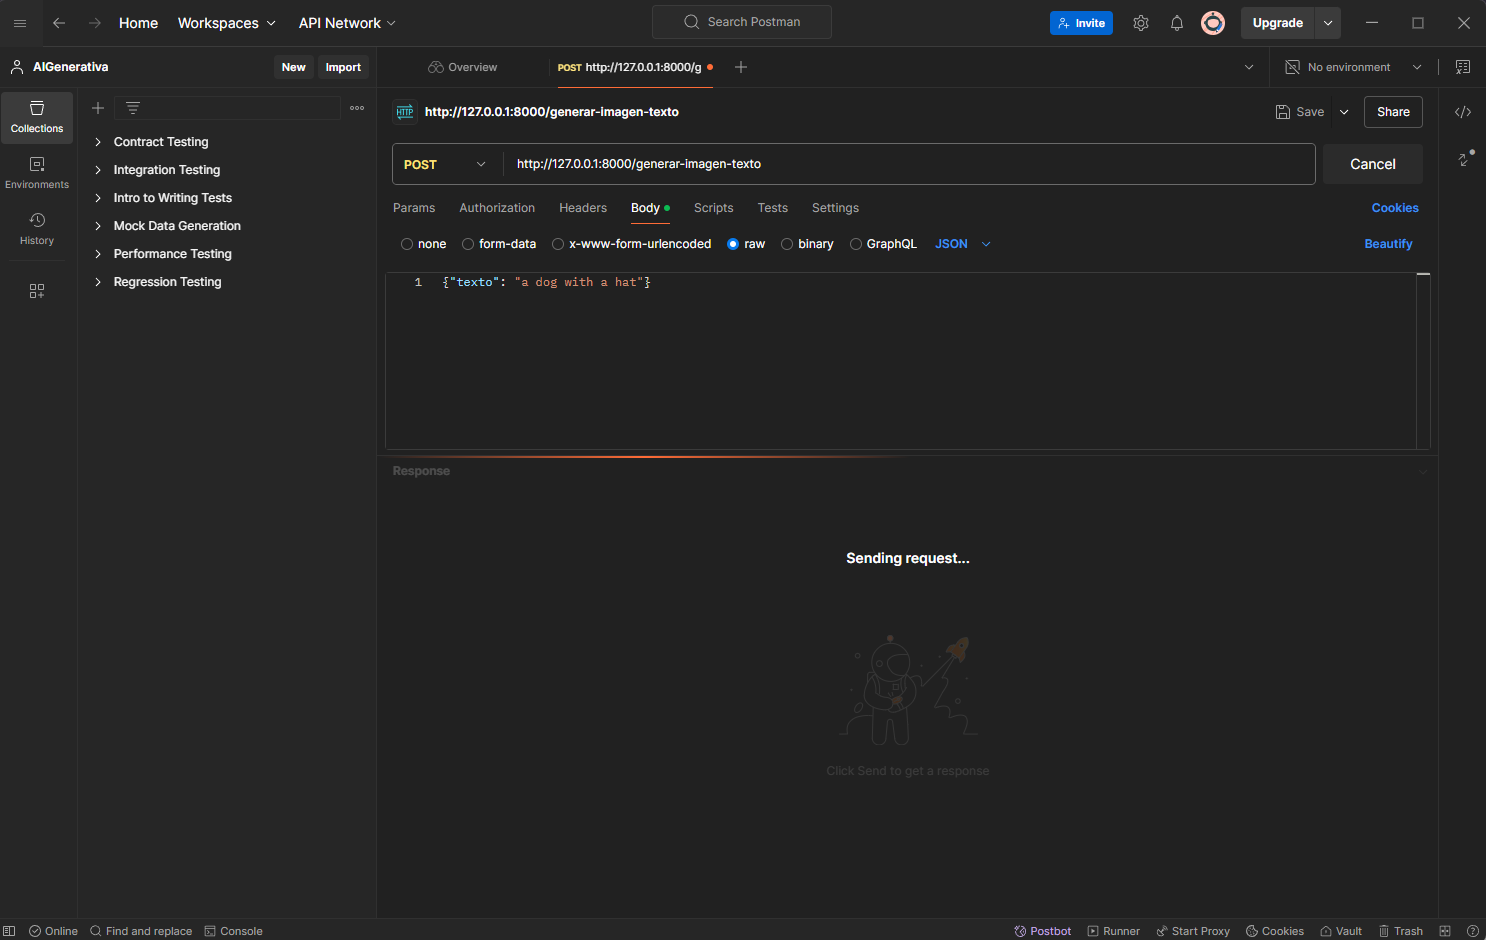 Home Workspaces API Network Search Postman Invite Upgrade
AIGenerativa New Import Overview POST http://127.0.0.1:8000/g No environment
Collections
Environments
History
Contract Testing
Integration Testing
Intro to Writing Tests
Mock Data Generation
Performance Testing
Regression Testing
HTTP http://127.0.0.1:8000/generar-imagen-texto Save Share
POST http://127.0.0.1:8000/generar-imagen-texto Cancel
Params Authorization Headers Body Scripts Tests Settings Cookies
none form-data x-www-form-urlencoded raw binary GraphQL JSON Beautify
1 {"texto": "a dog with a hat"}
Response
Sending request...
Click Send to get a response
Online Find and replace Console Postbot Runner Start Proxy Cookies Vault Trash